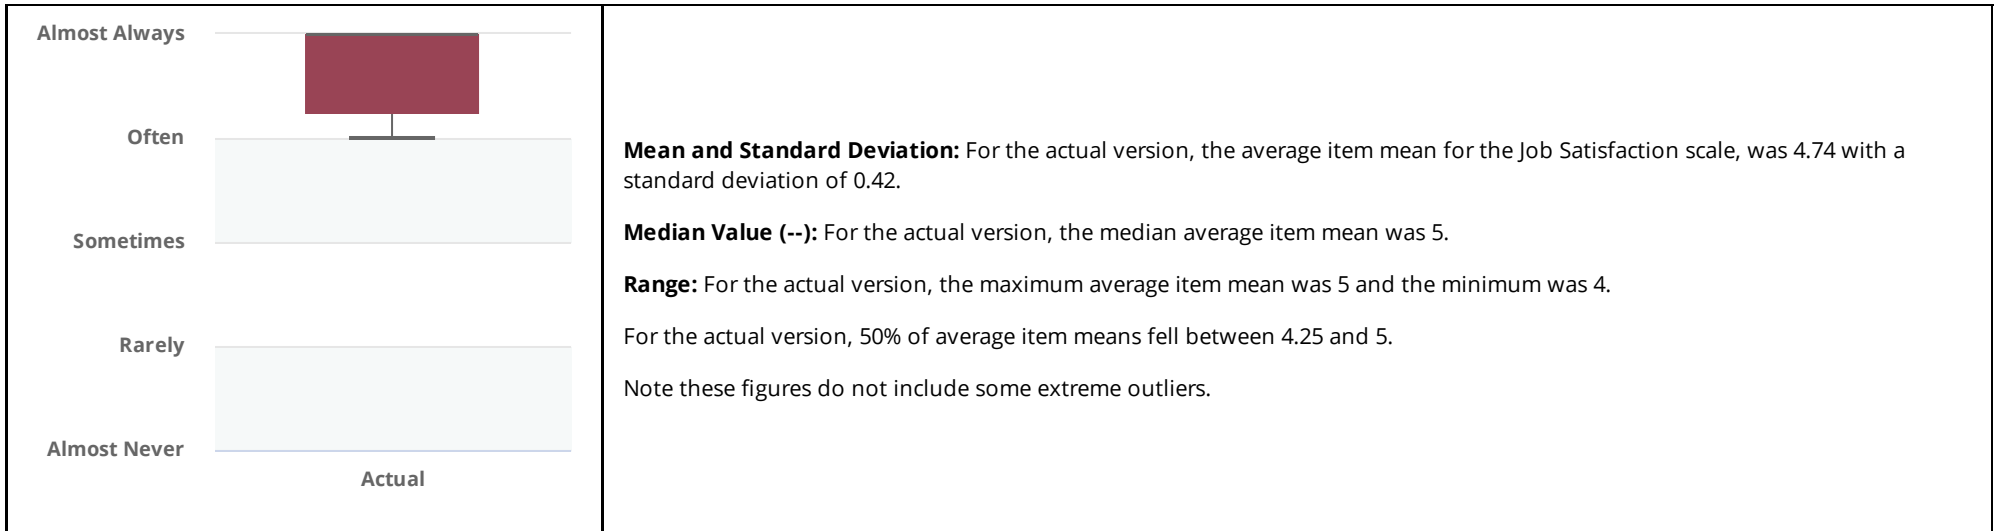 Almost Always
Often
Sometimes
Rarely
Almost Never
Actual
Mean and Standard Deviation: For the actual version, the average item mean for the Job Satisfaction scale, was 4.74 with a
standard deviation of 0.42.
Median Value (--): For the actual version, the median average item mean was 5.
Range: For the actual version, the maximum average item mean was 5 and the minimum was 4.
For the actual version, 50% of average item means fell between 4.25 and 5.
Note these figures do not include some extreme outliers.